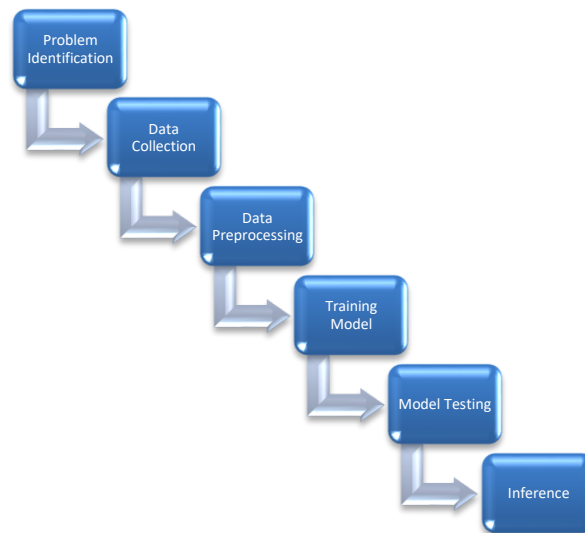 Problem
Identification
Data
Collection
Data
Preprocessing
Training
Model
Model Testing
Inference